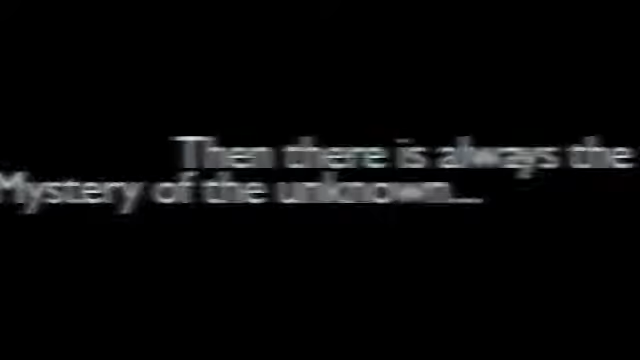 Then there is always the
Mystery of the unknown....